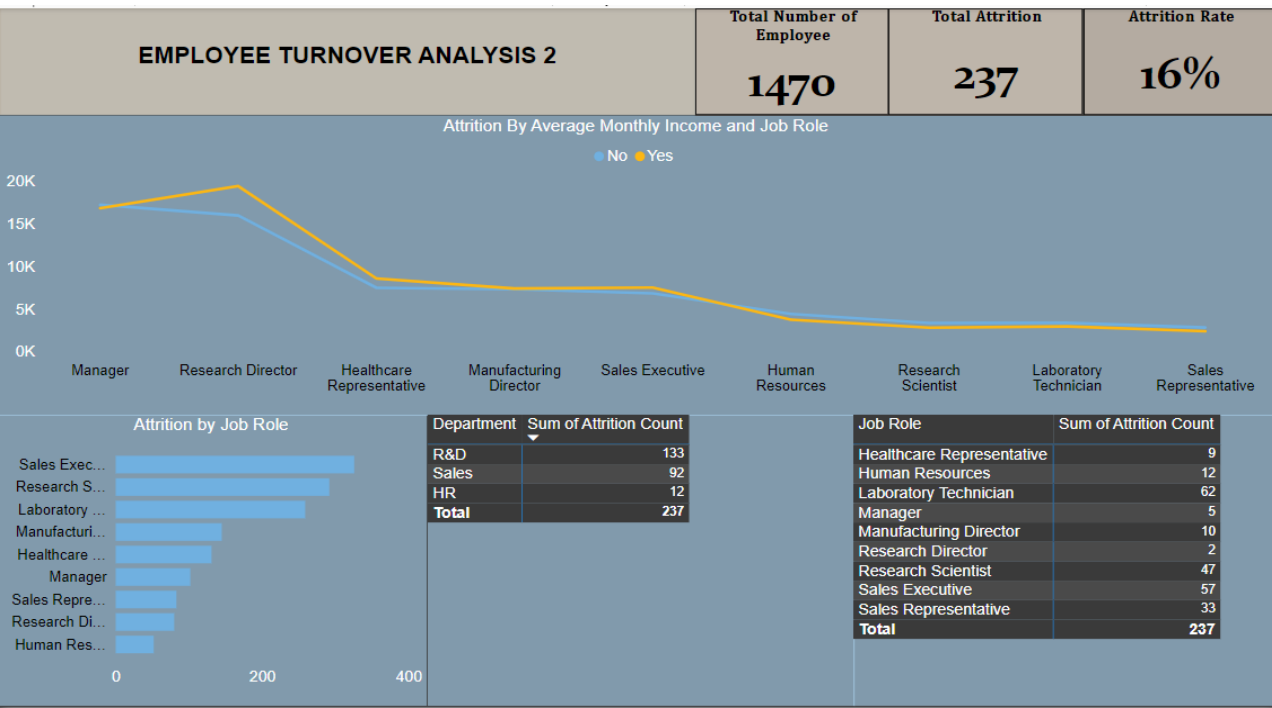 EMPLOYEE TURNOVER ANALYSIS 2
Total Number of
Employee
1470
Total Attrition
237
Attrition Rate
16%
Attrition By Average Monthly Income and Job Role
No Yes
20K
15K
10K
5K
0K
Manager
Research Director
Healthcare
Representative
Manufacturing
Director
Sales Executive
Human
Resources
Research
Scientist
Laboratory
Technician
Sales
Representative
Attrition by Job Role
Sales Exec...
Research S...
Laboratory ...
Manufacturi...
Healthcare ...
Manager
Sales Repre...
Research Di...
Human Res...
0 200 400
Department Sum of Attrition Count
R&D 133
Sales 92
HR 12
Total 237
Job Role Sum of Attrition Count
Healthcare Representative 9
Human Resources 12
Laboratory Technician 62
Manager 5
Manufacturing Director 10
Research Director 2
Research Scientist 47
Sales Executive 57
Sales Representative 33
Total 237